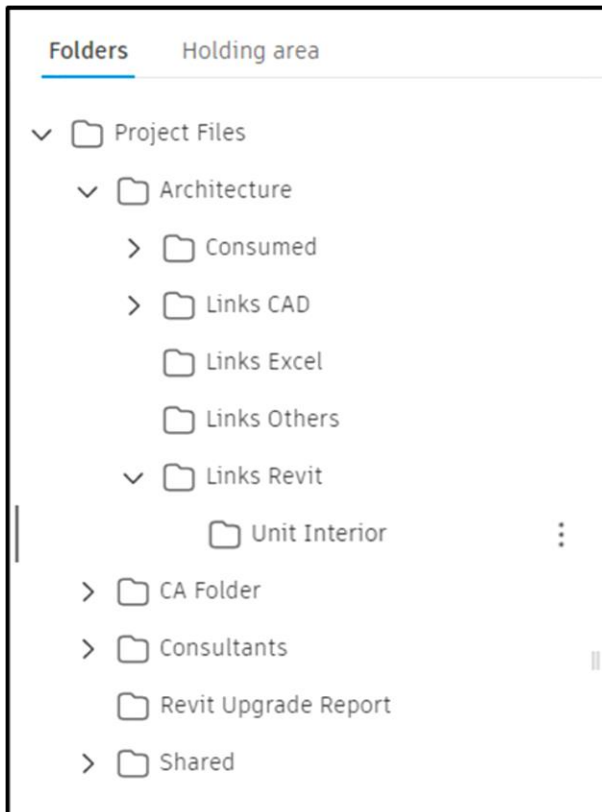 Folders Holding area
Project Files
Architecture
Consumed
Links CAD
Links Excel
Links Others
Links Revit
Unit Interior
CA Folder
Consultants
Revit Upgrade Report
Shared